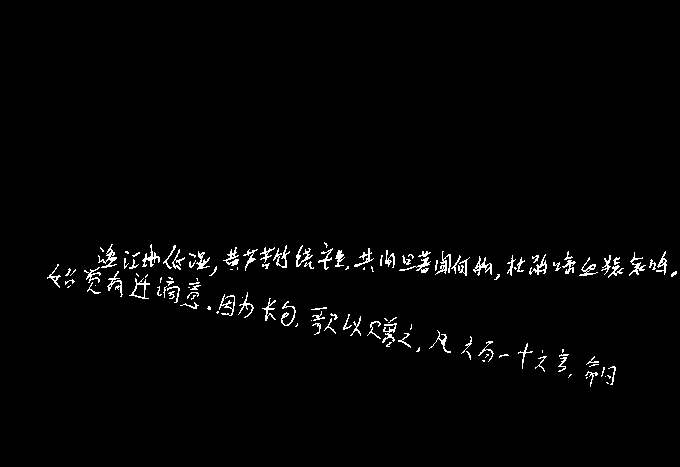 湓江地低湿,黄芦苦竹绕宅生.其间旦暮闻何物,杜鹃啼血猿哀鸣。
始觉有迁谪意.因为长句,歌以赠之,凡六百一十六言,命曰